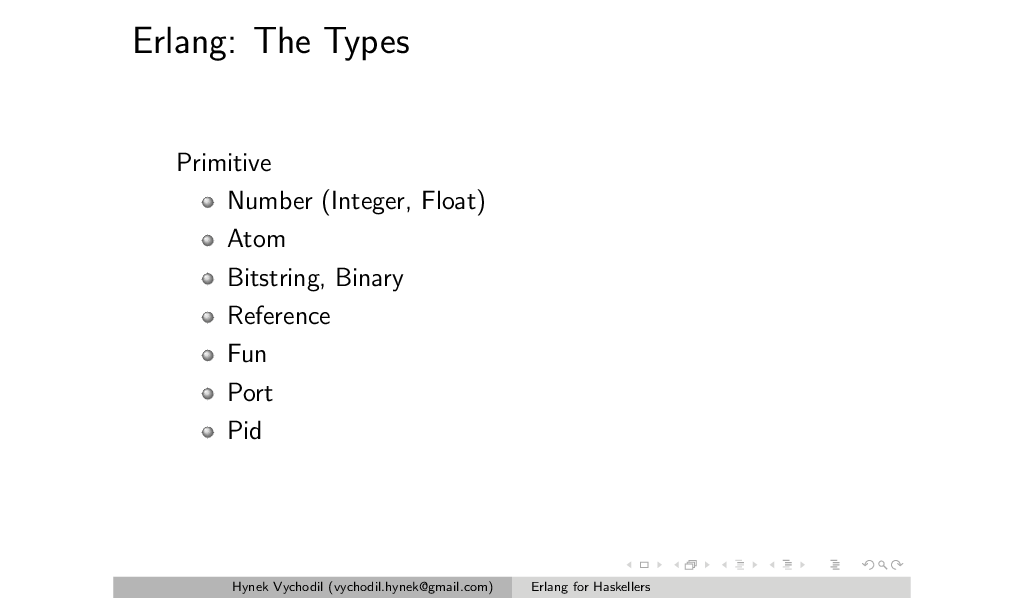 Erlang: The Types
Primitive
Number (Integer, Float)
Atom
Bitstring, Binary
Reference
Fun
Port
Pid
Hynek Vychodil (vychodil.hynek@gmail.com)
Erlang for Haskellers